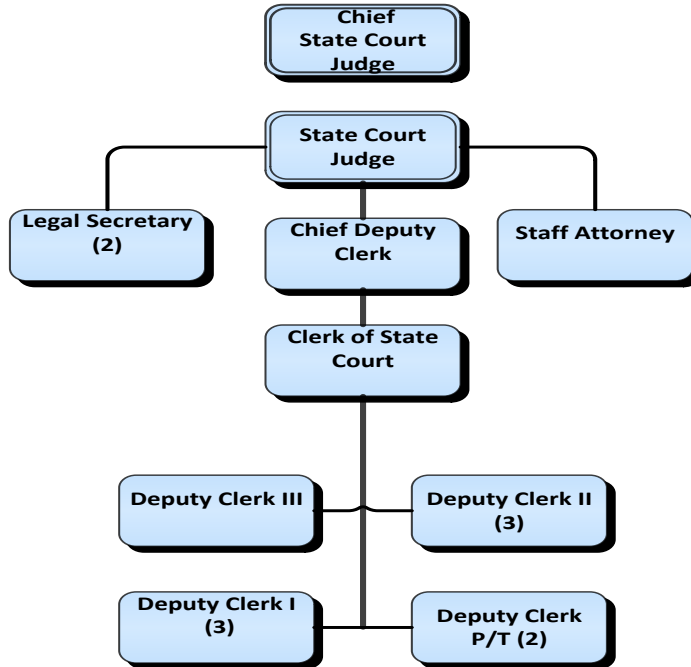 Chief
State Court
Judge
State Court
Judge
Legal Secretary
(2)
Chief Deputy
Clerk
Staff Attorney
Clerk of State
Court
Deputy Clerk III
Deputy Clerk II
(3)
Deputy Clerk I
(3)
Deputy Clerk
P/T (2)